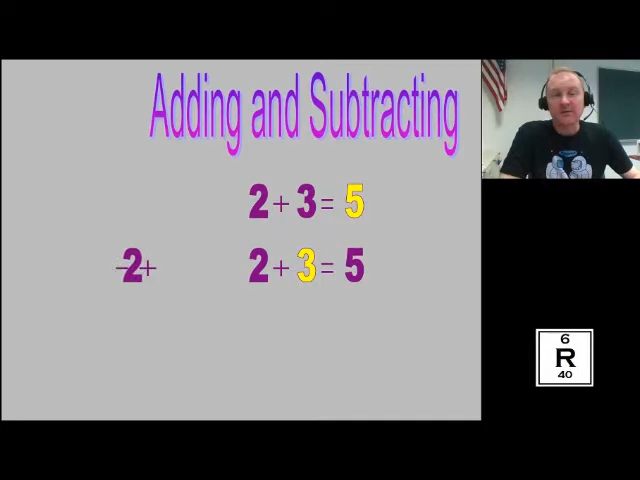 Adding and Subtracting
2 + 3 = 5
-2+ 2 + 3 = 5
6
R
40